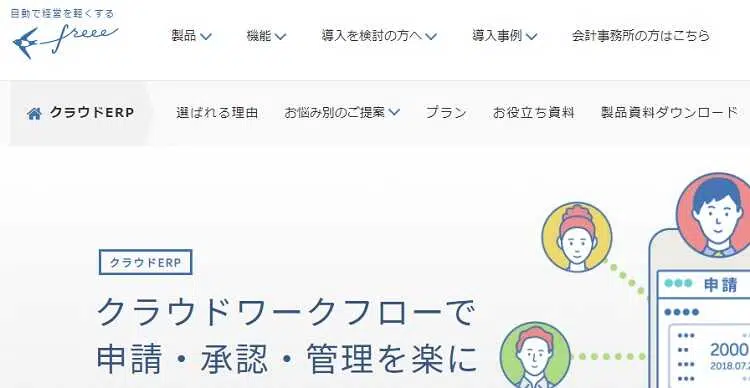 自動で経営を軽くする
freee
製品 機能 導入を検討の方へ 導入事例 会計事務所の方はこちら
クラウドERP 選ばれる理由 お悩み別のご提案 プラン お役立ち資料 製品資料ダウンロード
クラウドERP
クラウドワークフローで
申請・承認・管理を楽に
申請
2000
2018.07.